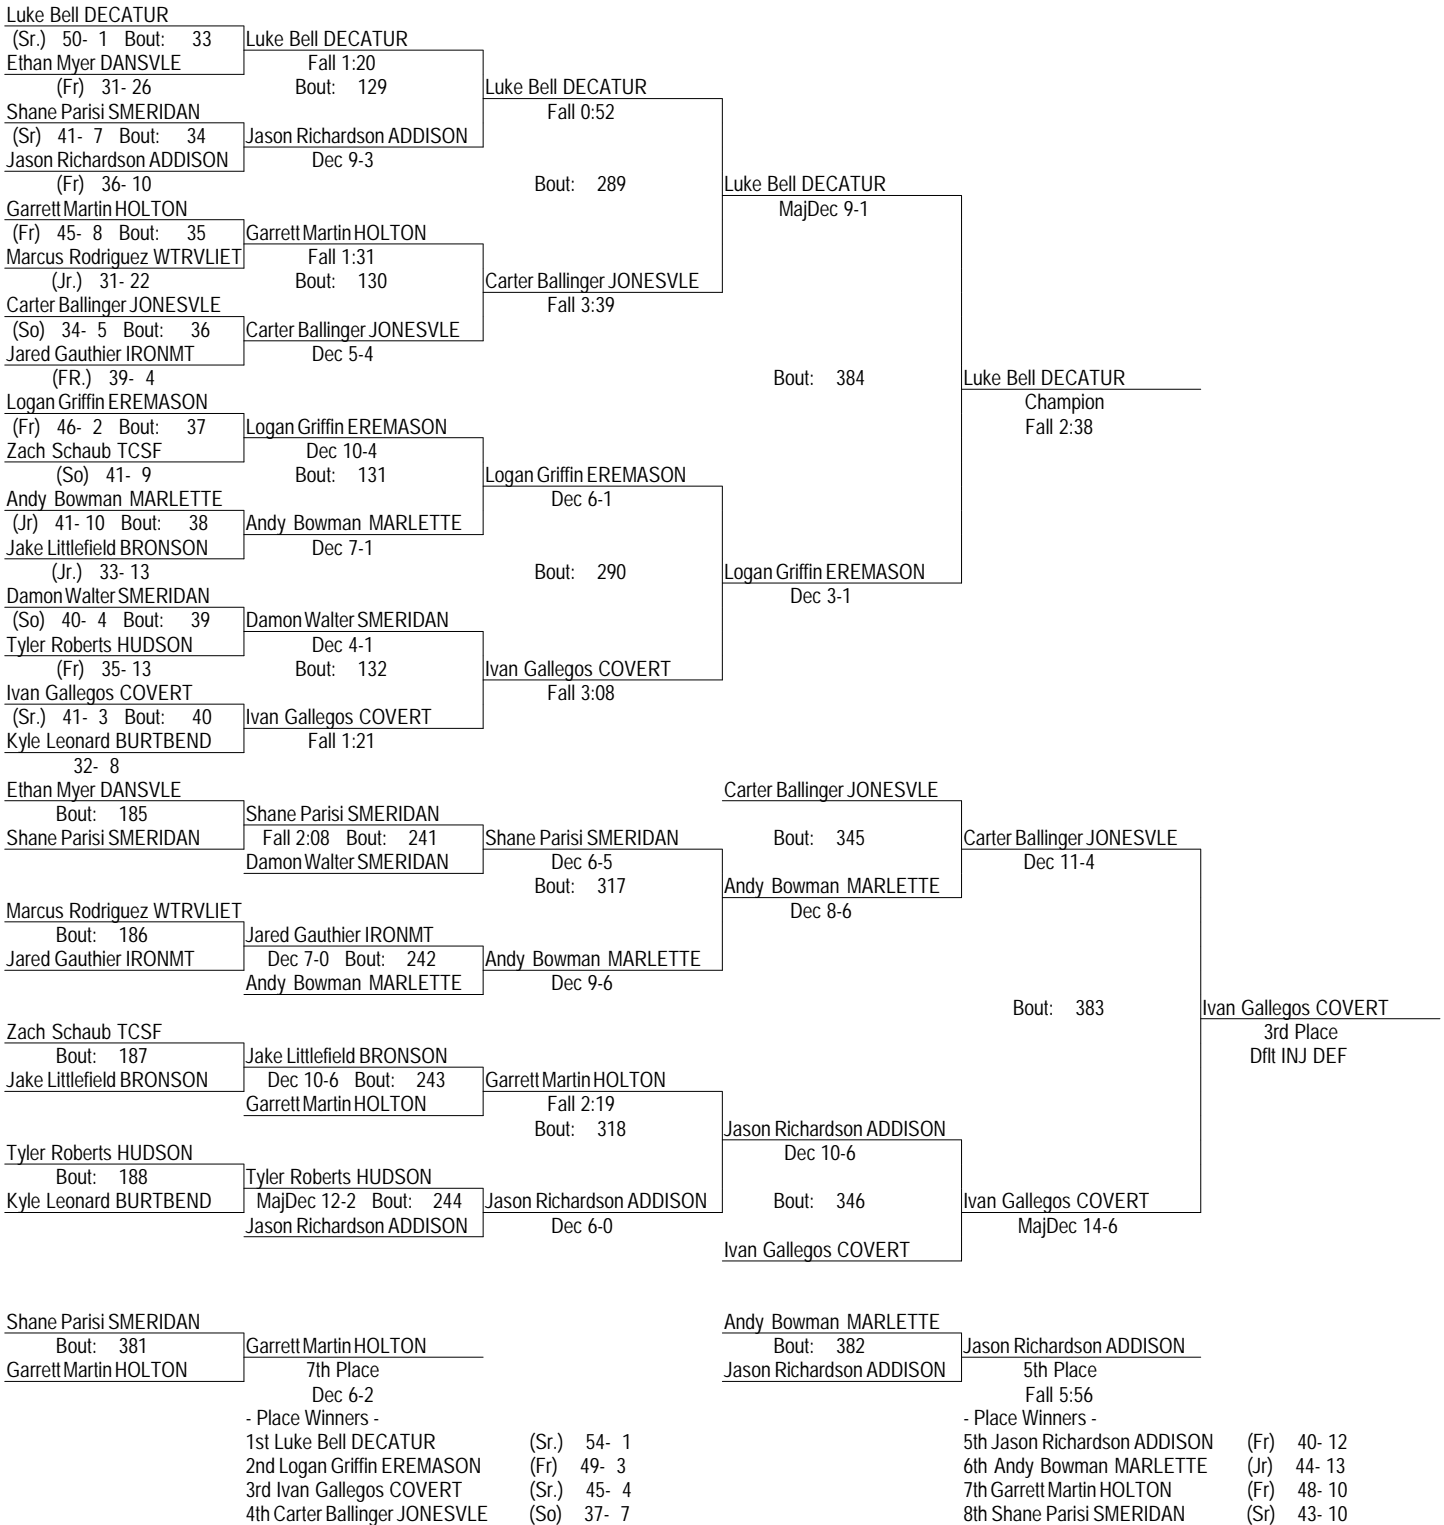 Luke Bell DECATUR
(Sr.) 50- 1 Bout: 33 Luke Bell DECATUR
Ethan Myer DANSVLE Fall 1:20
(Fr) 31- 26 Bout: 129 Luke Bell DECATUR
Shane Parisi SMERIDAN Fall 0:52
(Sr) 41- 7 Bout: 34 Jason Richardson ADDISON
Jason Richardson ADDISON Dec 9-3
(Fr) 36- 10 Bout: 289 Luke Bell DECATUR
Garrett Martin HOLTON MajDec 9-1
(Fr) 45- 8 Bout: 35 Garrett Martin HOLTON
Marcus Rodriguez WTRVLIET Fall 1:31
(Jr.) 31- 22 Bout: 130 Carter Ballinger JONESVLE
Carter Ballinger JONESVLE Fall 3:39
(So) 34- 5 Bout: 36 Carter Ballinger JONESVLE
Jared Gauthier IRONMT Dec 5-4
(FR.) 39- 4 Bout: 384 Luke Bell DECATUR
Logan Griffin EREMASON Champion
(Fr) 46- 2 Bout: 37 Logan Griffin EREMASON Fall 2:38
Zach Schaub TCSF Dec 10-4
(So) 41- 9 Bout: 131 Logan Griffin EREMASON
Andy Bowman MARLETTE Dec 6-1
(Jr) 41- 10 Bout: 38 Andy Bowman MARLETTE
Jake Littlefield BRONSON Dec 7-1
(Jr.) 33- 13 Bout: 290 Logan Griffin EREMASON
Damon Walter SMERIDAN Dec 3-1
(So) 40- 4 Bout: 39 Damon Walter SMERIDAN
Tyler Roberts HUDSON Dec 4-1
(Fr) 35- 13 Bout: 132 Ivan Gallegos COVERT
Ivan Gallegos COVERT Fall 3:08
(Sr.) 41- 3 Bout: 40 Ivan Gallegos COVERT
Kyle Leonard BURTBEND Fall 1:21
32- 8
Ethan Myer DANSVLE Carter Ballinger JONESVLE
Bout: 185 Shane Parisi SMERIDAN
Shane Parisi SMERIDAN Fall 2:08 Bout: 241 Shane Parisi SMERIDAN Bout: 345 Carter Ballinger JONESVLE
Damon Walter SMERIDAN Dec 6-5 Dec 11-4
Bout: 317 Andy Bowman MARLETTE
Marcus Rodriguez WTRVLIET Dec 8-6
Bout: 186 Jared Gauthier IRONMT
Jared Gauthier IRONMT Dec 7-0 Bout: 242 Andy Bowman MARLETTE
Andy Bowman MARLETTE Dec 9-6
Bout: 383 Ivan Gallegos COVERT
Zach Schaub TCSF 3rd Place
Bout: 187 Jake Littlefield BRONSON Dflt INJ DEF
Jake Littlefield BRONSON Dec 10-6 Bout: 243 Garrett Martin HOLTON
Garrett Martin HOLTON Fall 2:19
Bout: 318 Jason Richardson ADDISON
Tyler Roberts HUDSON Dec 10-6
Bout: 188 Tyler Roberts HUDSON
Kyle Leonard BURTBEND MajDec 12-2 Bout: 244 Jason Richardson ADDISON Bout: 346 Ivan Gallegos COVERT
Jason Richardson ADDISON Dec 6-0 MajDec 14-6
Ivan Gallegos COVERT
Shane Parisi SMERIDAN Andy Bowman MARLETTE
Bout: 381 Garrett Martin HOLTON Bout: 382 Jason Richardson ADDISON
Garrett Martin HOLTON 7th Place Jason Richardson ADDISON 5th Place
Dec 6-2 Fall 5:56
- Place Winners - - Place Winners -
1st Luke Bell DECATUR (Sr.) 54- 1 5th Jason Richardson ADDISON (Fr) 40- 12
2nd Logan Griffin EREMASON (Fr) 49- 3 6th Andy Bowman MARLETTE (Jr) 44- 13
3rd Ivan Gallegos COVERT (Sr.) 45- 4 7th Garrett Martin HOLTON (Fr) 48- 10
4th Carter Ballinger JONESVLE (So) 37- 7 8th Shane Parisi SMERIDAN (Sr) 43- 10